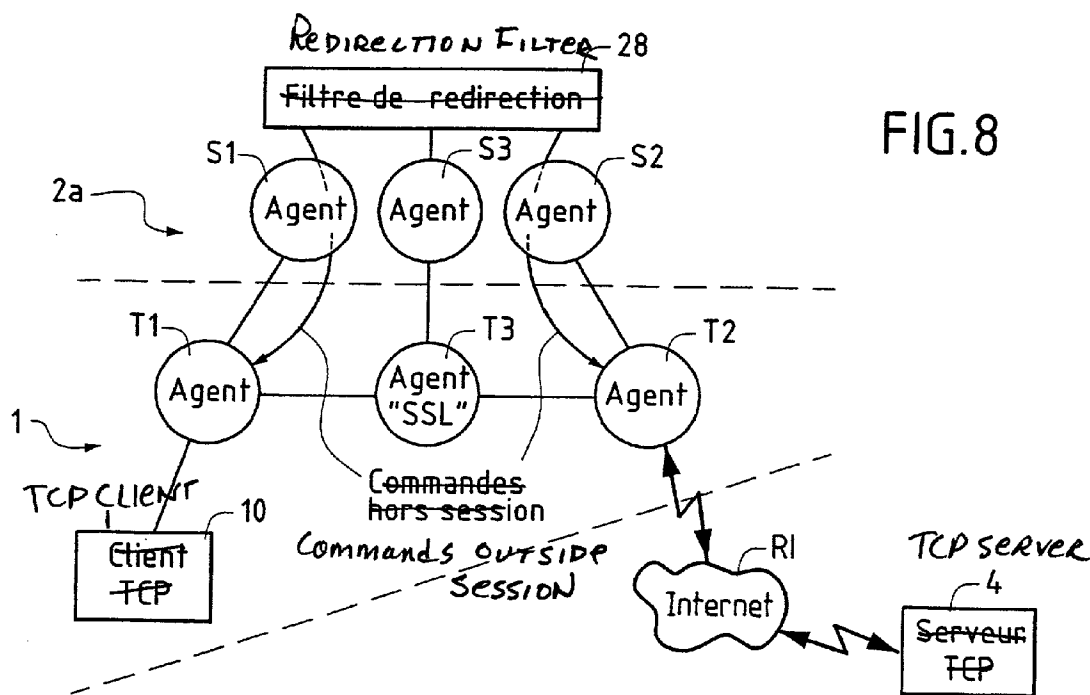 REDIRECTION FILTER
28
Filtre de redirection
FIG.8
S1
S3
S2
2a
Agent
Agent
Agent
T1
T3
T2
Agent
Agent
"SSL"
Agent
1
Commandes
hors session
TCP CLIENT
10
Client
TCP
COMMANDS OUTSIDE
SESSION
RI
Internet
TCP SERVER
4
Serveur
TCP